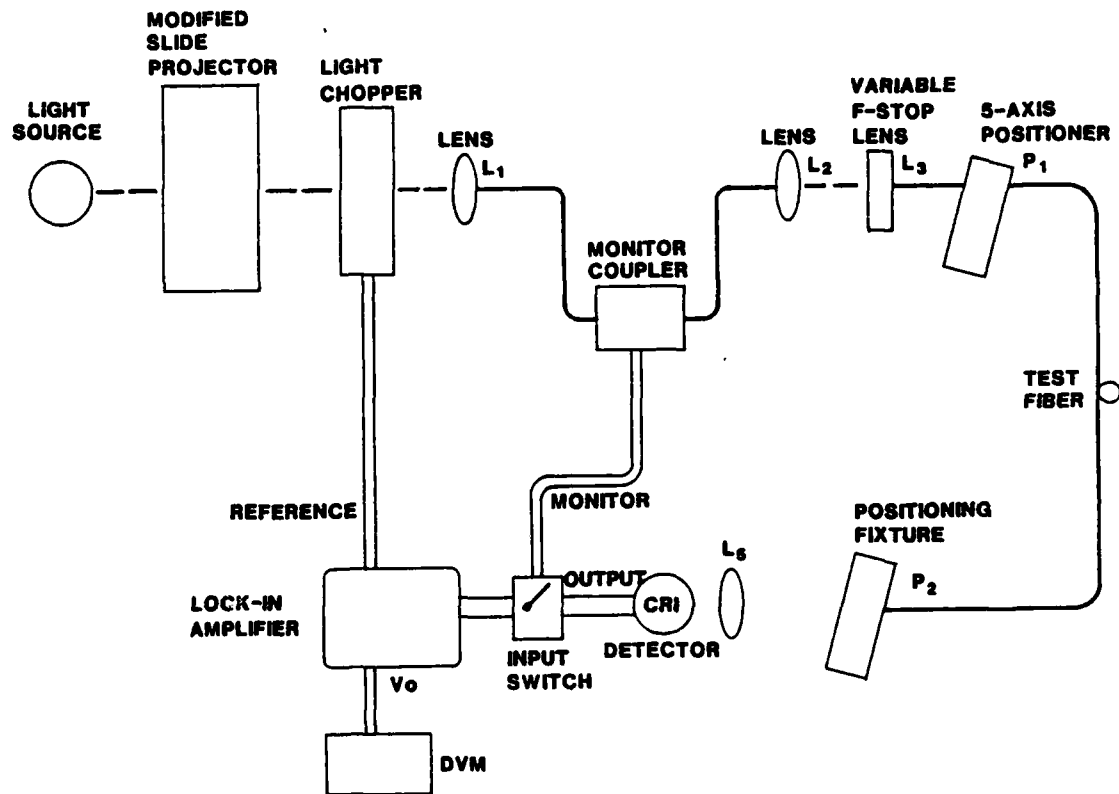 MODIFIED
SLIDE
PROJECTOR
LIGHT
SOURCE
LIGHT
CHOPPER
LENS
L1
LENS
L2
VARIABLE
F-STOP
LENS
L3
5-AXIS
POSITIONER
P1
MONITOR
COUPLER
TEST
FIBER
REFERENCE
MONITOR
POSITIONING
FIXTURE
P2
L5
OUTPUT
CRI
DETECTOR
LOCK-IN
AMPLIFIER
INPUT
SWITCH
Vo
DVM